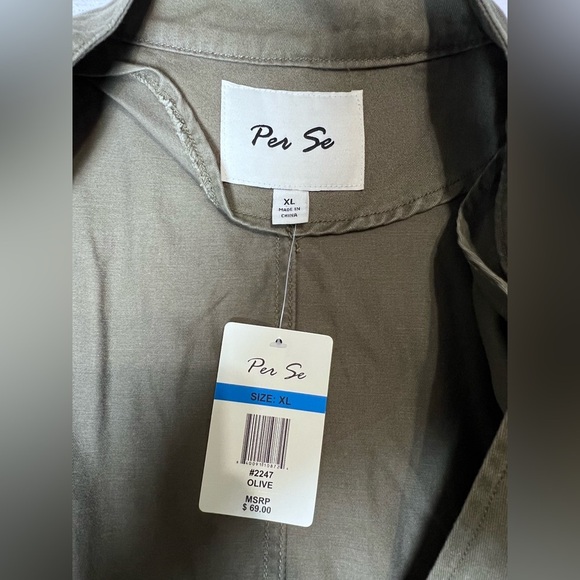 Per Se
XL
MADE IN
CHINA
Per Se
SIZE: XL
#2247
OLIVE
MSRP
$ 69.00